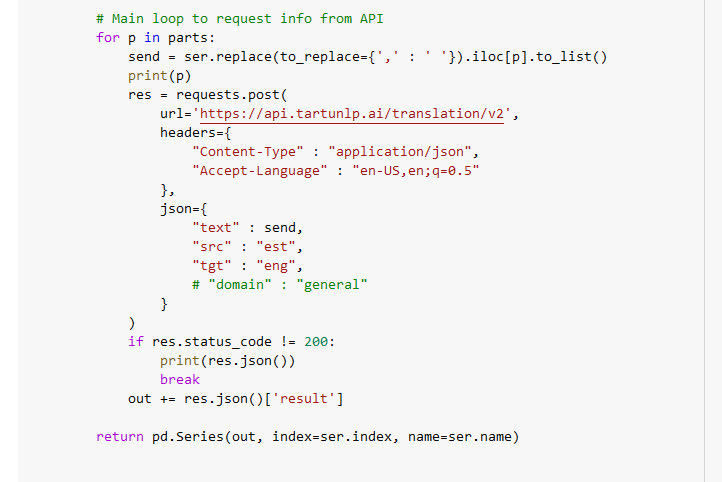 # Main loop to request info from API
for p in parts:
    send = ser.replace(to_replace={',' : ' '}).iloc[p].to_list()
    print(p)
    res = requests.post(
        url='https://api.tartunlp.ai/translation/v2',
        headers={
            "Content-Type" : "application/json",
            "Accept-Language" : "en-US,en;q=0.5"
        },
        json={
            "text" : send,
            "src" : "est",
            "tgt" : "eng",
            # "domain" : "general"
        }
    )
    if res.status_code != 200:
        print(res.json())
        break
    out += res.json()['result']
return pd.Series(out, index=ser.index, name=ser.name)